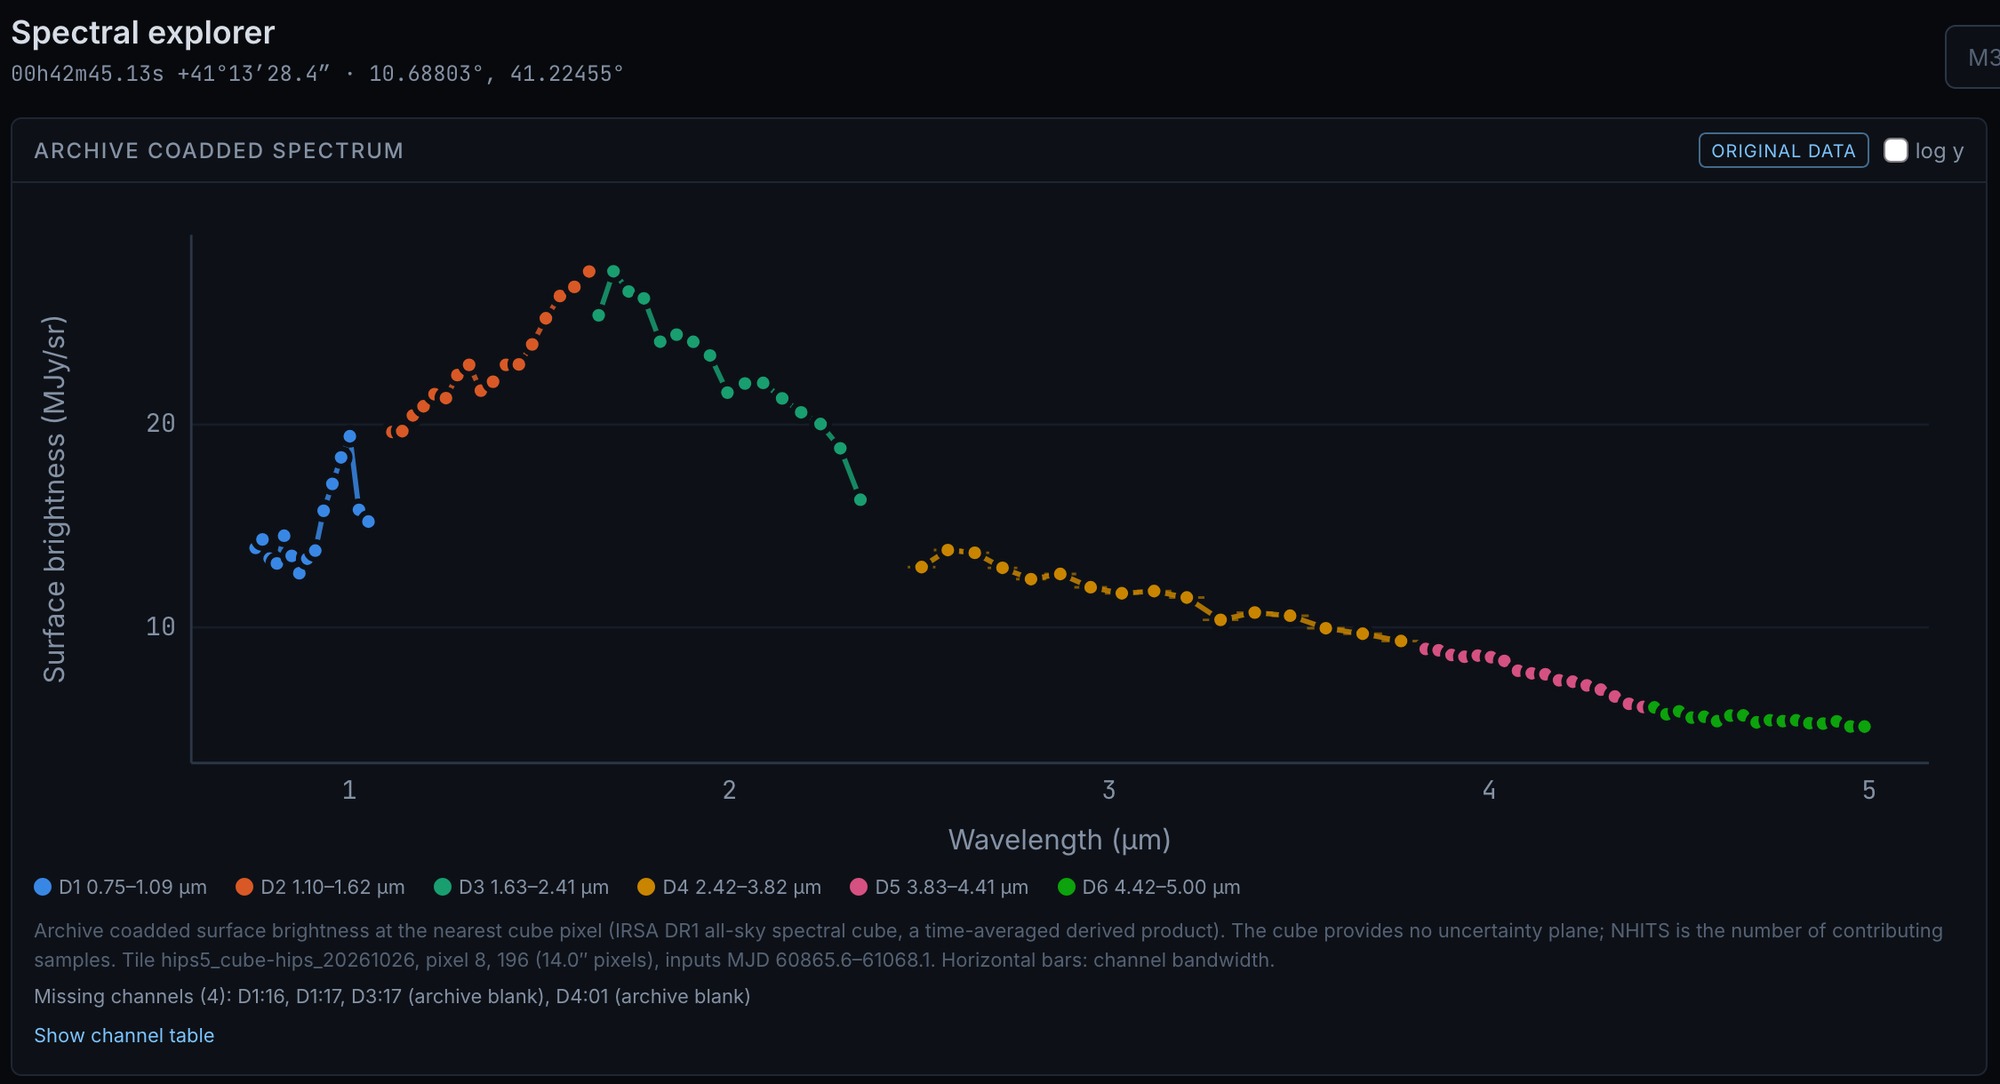 Spectral explorer
00h42m45.13s +41°13′28.4″ · 10.68803°, 41.22455°
M3
ARCHIVE COADDED SPECTRUM
ORIGINAL DATA
log y
Surface brightness (MJy/sr)
20
10
1 2 3 4 5
Wavelength (µm)
D1 0.75–1.09 µm D2 1.10–1.62 µm D3 1.63–2.41 µm D4 2.42–3.82 µm D5 3.83–4.41 µm D6 4.42–5.00 µm
Archive coadded surface brightness at the nearest cube pixel (IRSA DR1 all-sky spectral cube, a time-averaged derived product). The cube provides no uncertainty plane; NHITS is the number of contributing
samples. Tile hips5_cube-hips_20261026, pixel 8, 196 (14.0″ pixels), inputs MJD 60865.6–61068.1. Horizontal bars: channel bandwidth.
Missing channels (4): D1:16, D1:17, D3:17 (archive blank), D4:01 (archive blank)
Show channel table